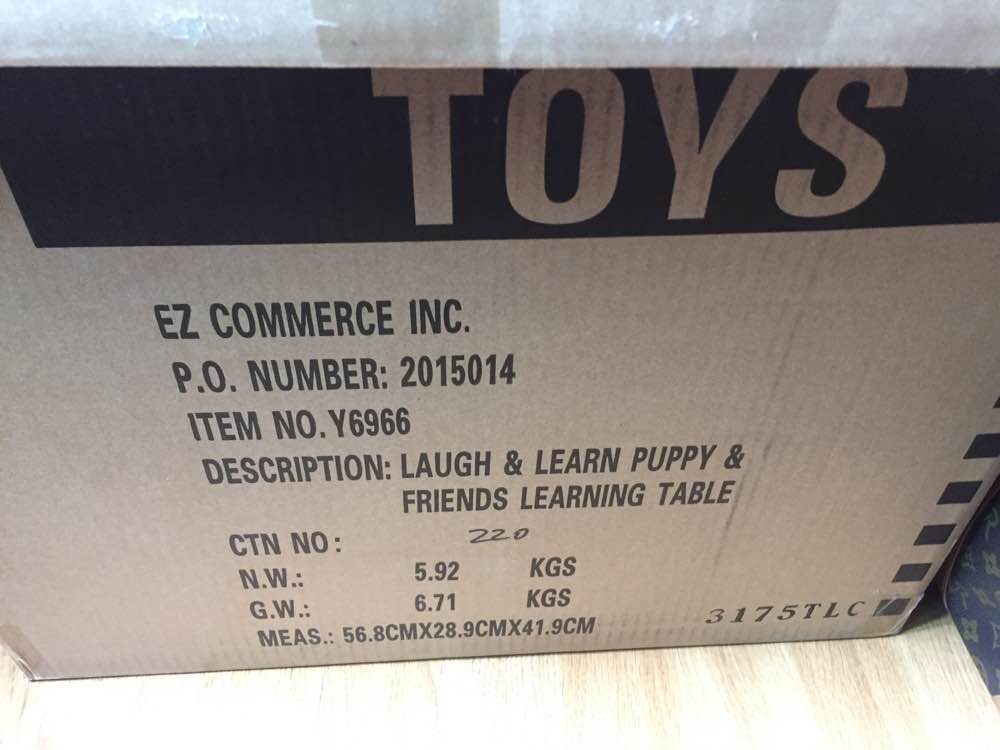 TOYS
EZ COMMERCE INC.
P.O. NUMBER: 2015014
ITEM NO. Y6966
DESCRIPTION: LAUGH & LEARN PUPPY &
FRIENDS LEARNING TABLE
CTN NO: 220
N.W.: 5.92 KGS
G.W.: 6.71 KGS
MEAS.: 56.8CMX28.9CMX41.9CM
3175TLC